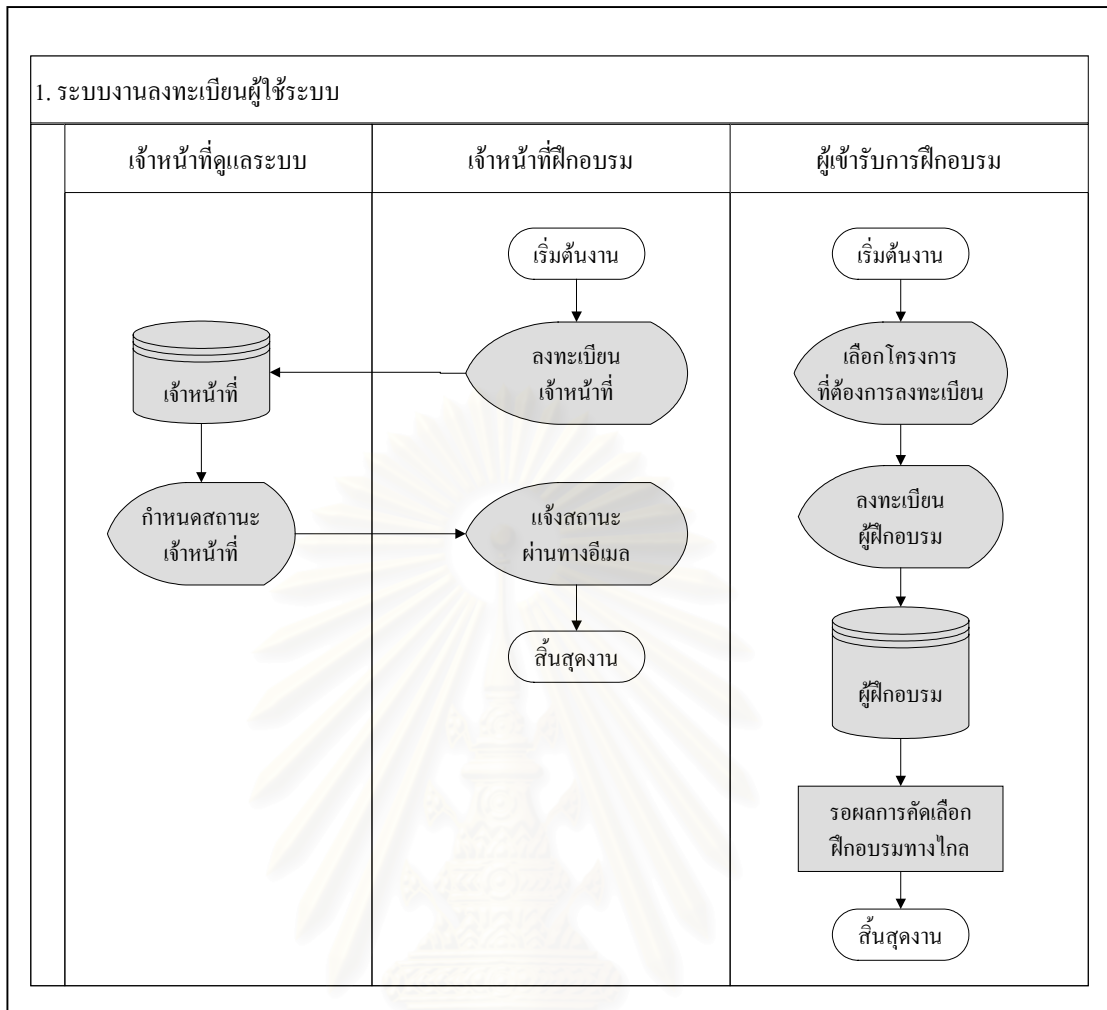 1. ระบบงานลงทะเบียนผู้ใช้ระบบ
เจ้าหน้าที่ดูแลระบบ
เจ้าหน้าที่ฝึกอบรม
ผู้เข้ารับการฝึกอบรม
เริ่มต้นงาน
เริ่มต้นงาน
เจ้าหน้าที่
ลงทะเบียน
เจ้าหน้าที่
เลือกโครงการ
ที่ต้องการลงทะเบียน
กำหนดสถานะ
เจ้าหน้าที่
แจ้งสถานะ
ผ่านทางอีเมล
ลงทะเบียน
ผู้ฝึกอบรม
สิ้นสุดงาน
ผู้ฝึกอบรม
รอผลการคัดเลือก
ฝึกอบรมทางไกล
สิ้นสุดงาน